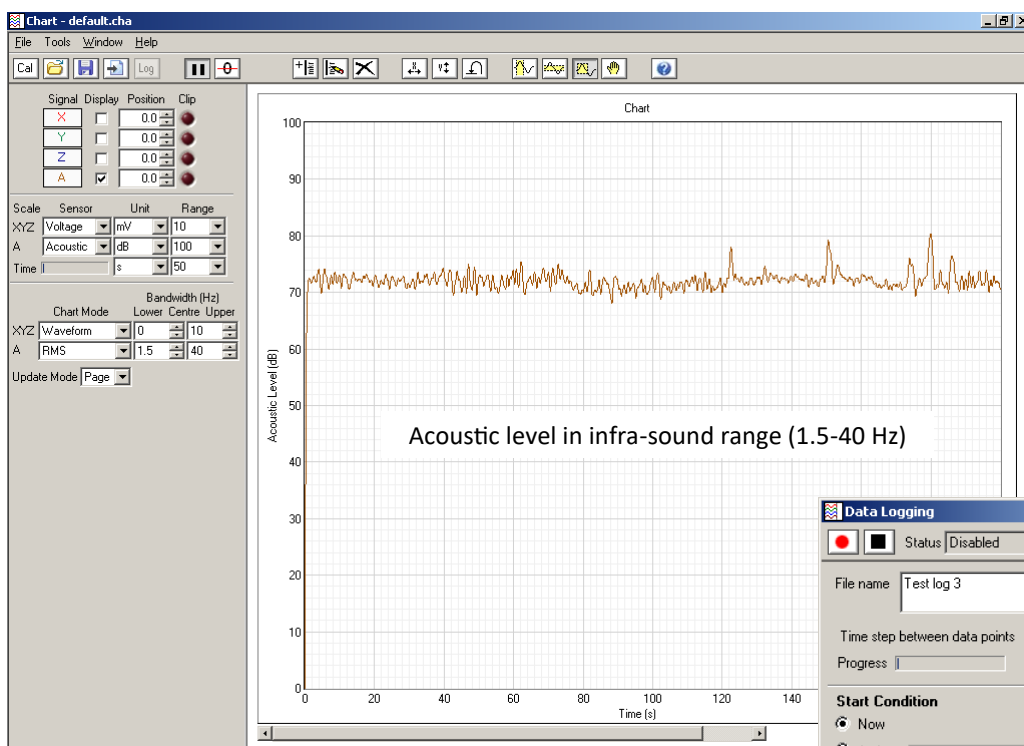 Chart - default.cha
File Tools Window Help
Cal Log
Signal Display Position Clip
X 0.0
Y 0.0
Z 0.0
A 0.0
Scale Sensor Unit Range
XYZ Voltage mV 10
A Acoustic dB 100
Time s 50
Bandwidth (Hz)
Chart Mode Lower Centre Upper
XYZ Waveform 0 10
A RMS 1.5 40
Update Mode Page
Chart
100
90
80
70
60
50
40
30
20
10
0
Acoustic Level (dB)
Acoustic level in infra-sound range (1.5-40 Hz)
0 20 40 60 80 100 120 140
Time (s)
Data Logging
Status Disabled
File name Test log 3
Time step between data points
Progress
Start Condition
Now